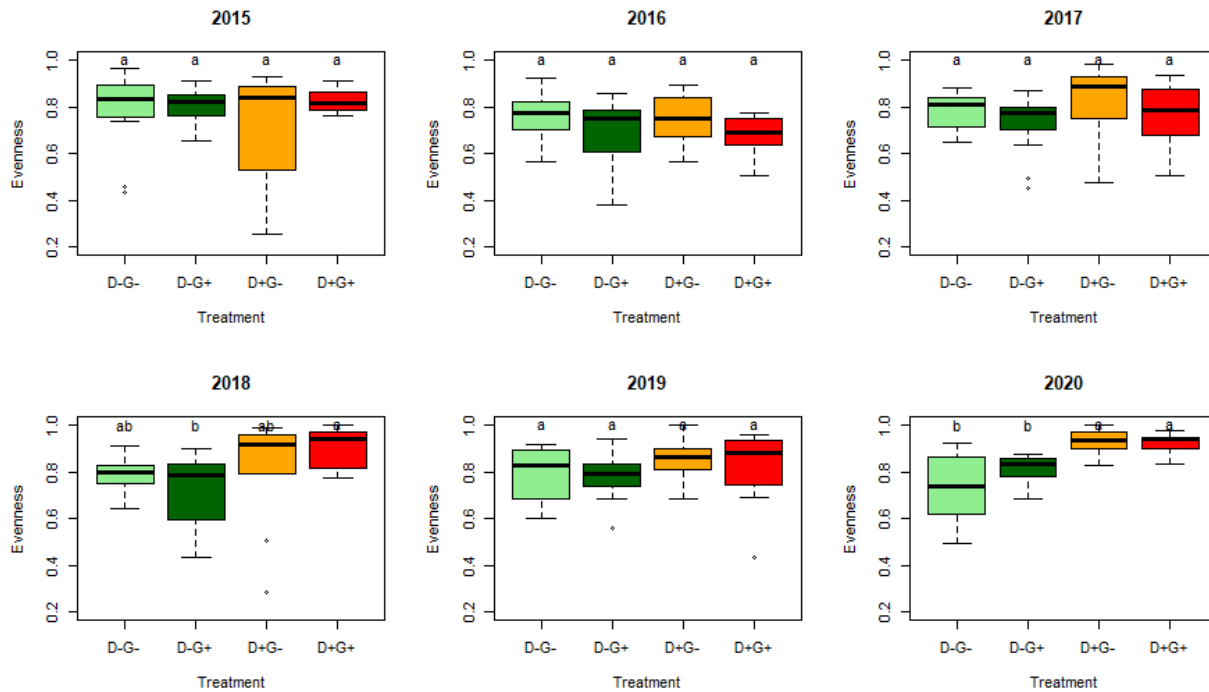 2015
2016
2017
a a a a
a a a a
a a a a
Evenness
0.2 0.4 0.6 0.8 1.0
Evenness
0.2 0.4 0.6 0.8 1.0
Evenness
0.2 0.4 0.6 0.8 1.0
D-G- D-G+ D+G- D+G+
D-G- D-G+ D+G- D+G+
D-G- D-G+ D+G- D+G+
Treatment
Treatment
Treatment
2018
2019
2020
ab b ab a
a a a a
b b a a
Evenness
0.2 0.4 0.6 0.8 1.0
Evenness
0.2 0.4 0.6 0.8 1.0
Evenness
0.2 0.4 0.6 0.8 1.0
D-G- D-G+ D+G- D+G+
D-G- D-G+ D+G- D+G+
D-G- D-G+ D+G- D+G+
Treatment
Treatment
Treatment